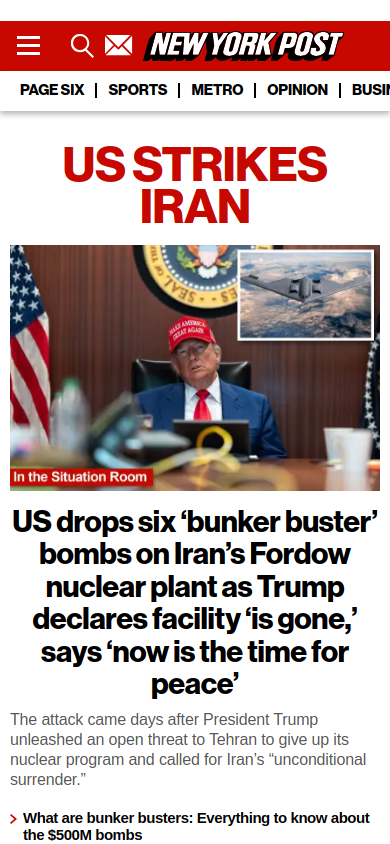 NEW YORK POST
PAGE SIX | SPORTS | METRO | OPINION | BUSIN
US STRIKES
IRAN
MAKE AMERICA
GREAT AGAIN
In the Situation Room
US drops six ‘bunker buster’
bombs on Iran’s Fordow
nuclear plant as Trump
declares facility ‘is gone,’
says ‘now is the time for
peace’
The attack came days after President Trump
unleashed an open threat to Tehran to give up its
nuclear program and called for Iran’s “unconditional
surrender.”
What are bunker busters: Everything to know about
the $500M bombs